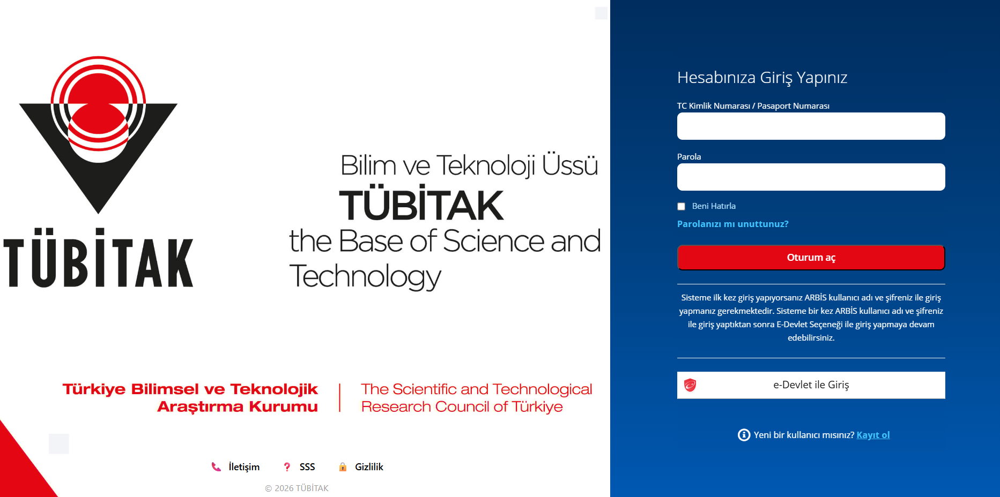 TÜBİTAK
Bilim ve Teknoloji Üssü
TÜBİTAK
the Base of Science and
Technology
Türkiye Bilimsel ve Teknolojik
Araştırma Kurumu
The Scientific and Technological
Research Council of Türkiye
İletişim
SSS
Gizlilik
© 2026 TÜBİTAK
Hesabınıza Giriş Yapınız
TC Kimlik Numarası / Pasaport Numarası
Parola
Beni Hatırla
Parolanızı mı unuttunuz?
Oturum aç
Sisteme ilk kez giriş yapıyorsanız ARBİS kullanıcı adı ve şifreniz ile giriş
yapmanız gerekmektedir. Sisteme bir kez ARBİS kullanıcı adı ve şifreniz
ile giriş yaptıktan sonra E-Devlet Seçeneği ile giriş yapmaya devam
edebilirsiniz.
e-Devlet ile Giriş
Yeni bir kullanıcı mısınız? Kayıt ol